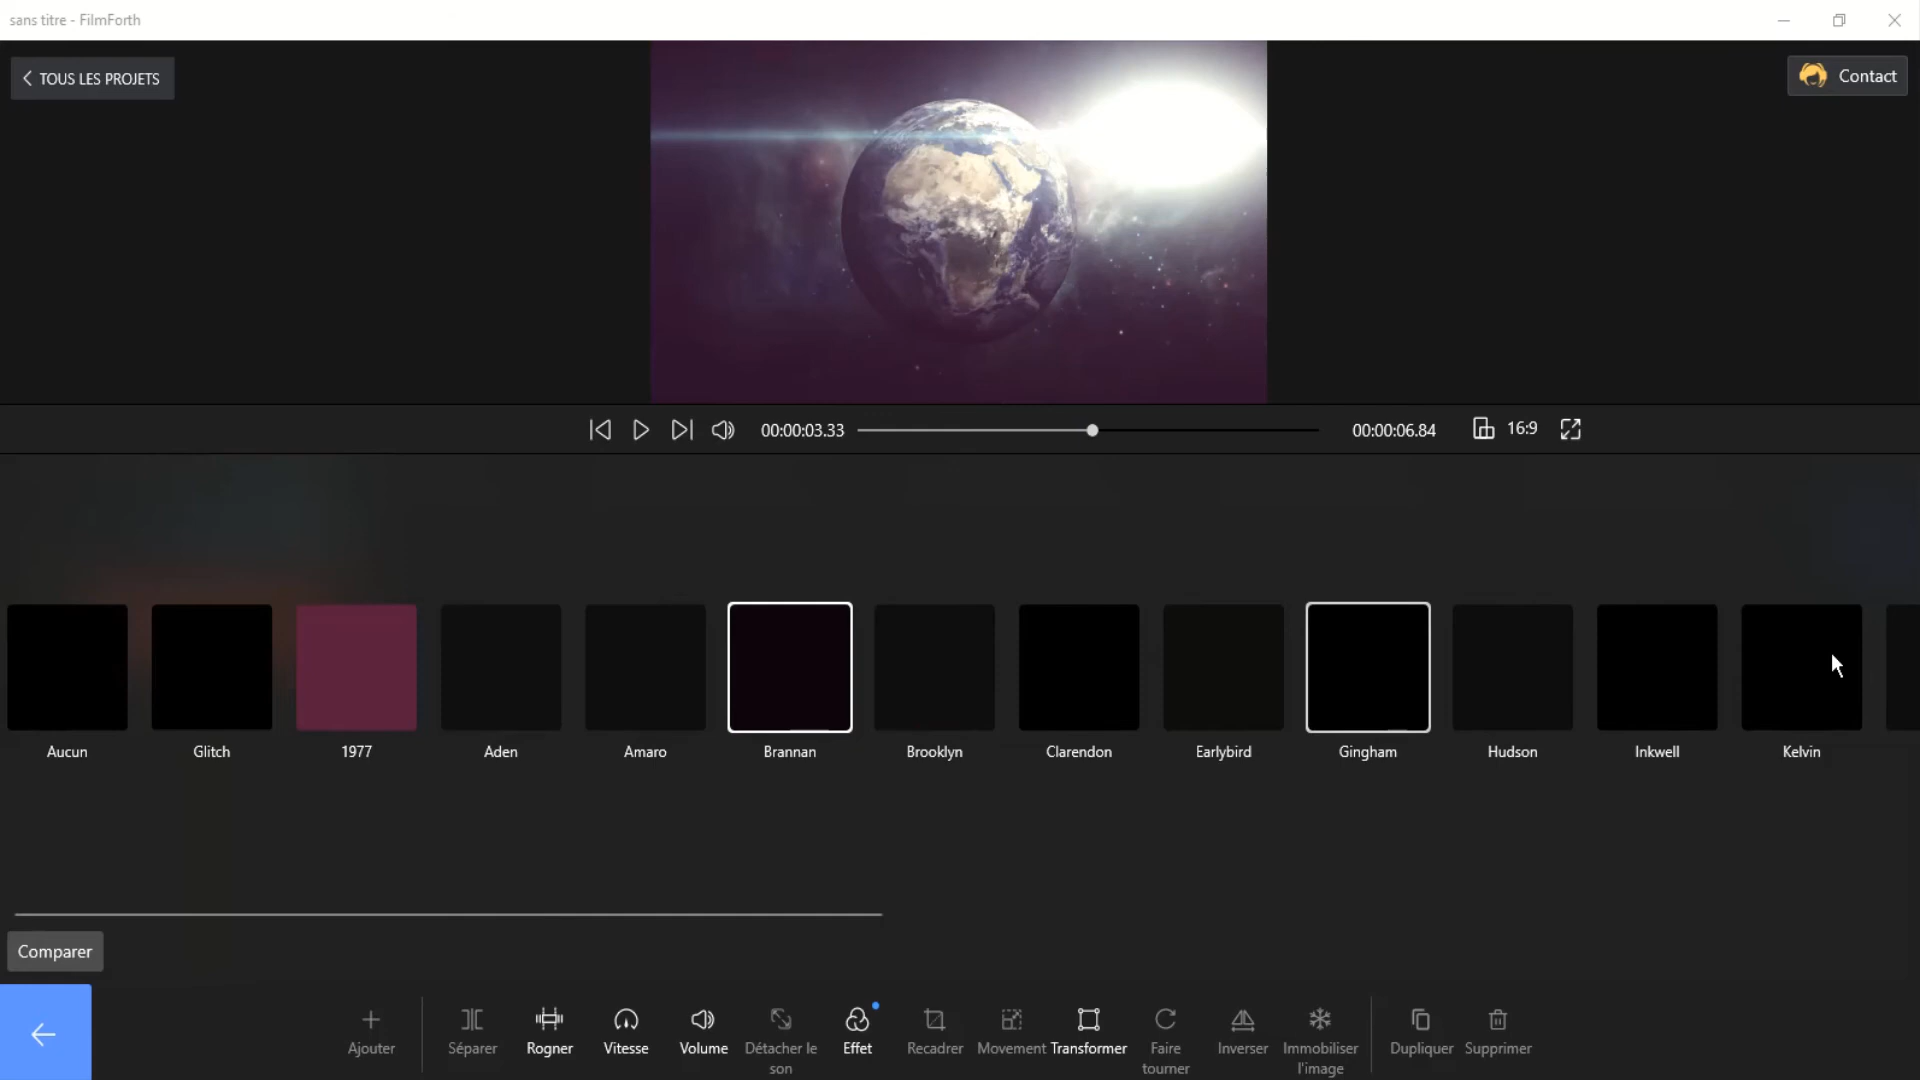 sans titre - FilmForth
TOUS LES PROJETS
Contact
00:00:03.33
00:00:06.84
16:9
Aucun
Glitch
1977
Aden
Amaro
Brannan
Brooklyn
Clarendon
Earlybird
Gingham
Hudson
Inkwell
Kelvin
Comparer
Ajouter
Séparer
Rogner
Vitesse
Volume
Détacher le
son
Effet
Recadrer
Movement
Transformer
Faire
tourner
Inverser
Immobiliser
l'image
Dupliquer
Supprimer